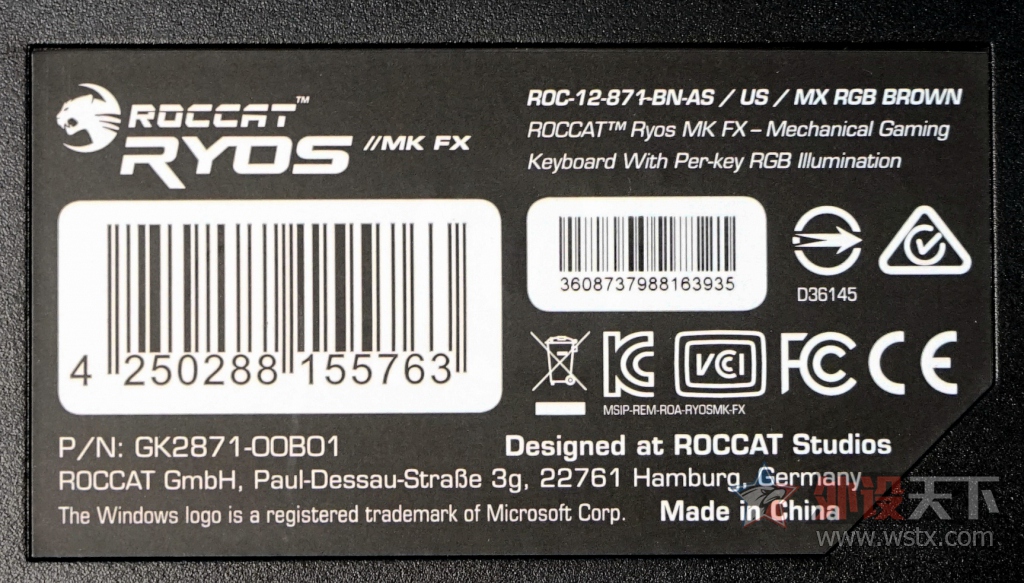 ROCCAT™
RYOS //MK FX
ROC-12-871-BN-AS / US / MX RGB BROWN
ROCCAT™ Ryos MK FX – Mechanical Gaming
Keyboard With Per-key RGB Illumination
4 250288 155763
3608737988163935
D36145
VCI
FC CE
MSIP-REM-ROA-RYOSMK-FX
P/N: GK2871-00B01
Designed at ROCCAT Studios
ROCCAT GmbH, Paul-Dessau-Straße 3g, 22761 Hamburg, Germany
The Windows logo is a registered trademark of Microsoft Corp.
Made in China
外设天下
www.wstx.com